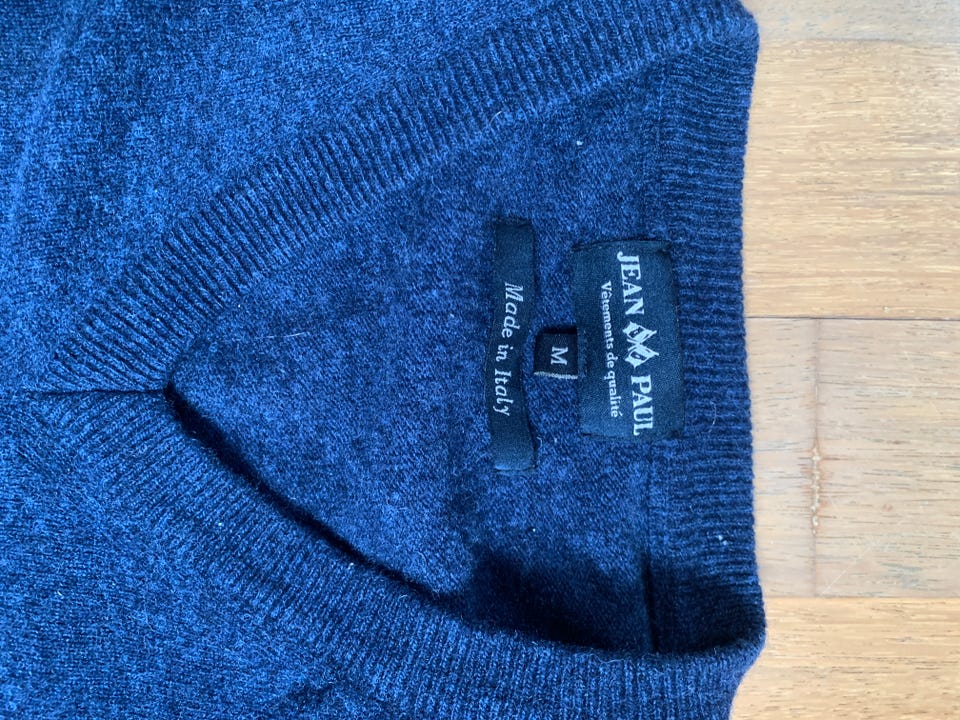 JEAN PAUL
Vêtements de qualité
M
Made in Italy